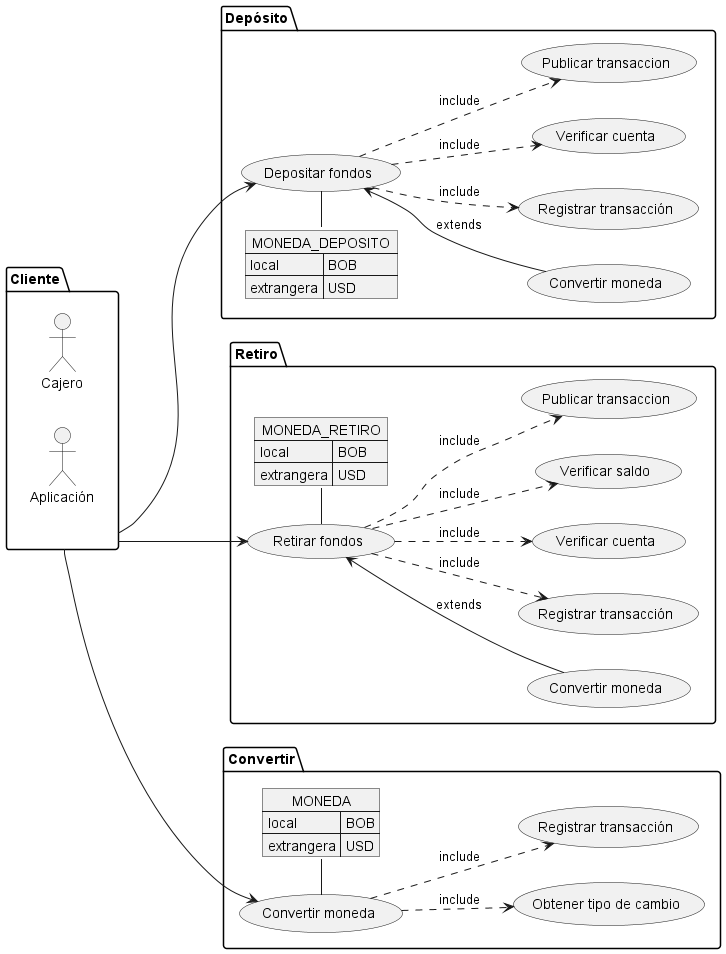 Depósito
Publicar transaccion
include
Verificar cuenta
include
Depositar fondos
include
Registrar transacción
extends
MONEDA_DEPOSITO
local BOB
extrangera USD
Convertir moneda
Cliente
Cajero
Aplicación
Retiro
Publicar transaccion
MONEDA_RETIRO
include
local BOB
Verificar saldo
extrangera USD
include
include
Retirar fondos
Verificar cuenta
include
extends
Registrar transacción
Convertir moneda
Convertir
MONEDA
local BOB
extrangera USD
Registrar transacción
include
include
Obtener tipo de cambio
Convertir moneda